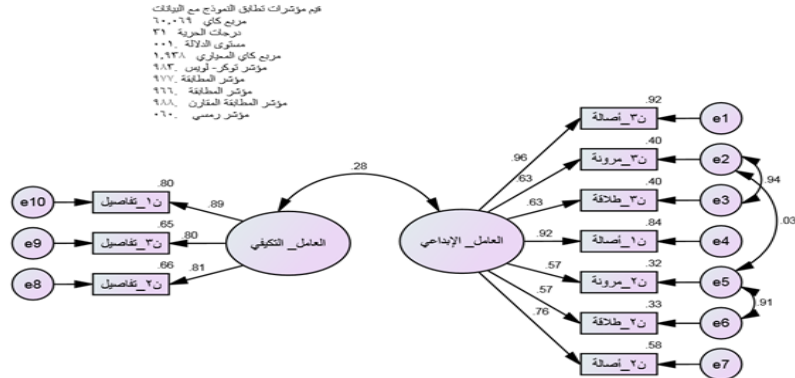 قيم مؤشرات تطابق النموذج مع البيانات
مربع كاي ٦٠,٠٦٩
درجات الحرية ٣١
مستوى الدلالة .٠٠١
مربع كاي المعياري ١,٩٣٨
مؤشر توكر- لويس .٩٨٣
مؤشر المطابقة .٩٧٧
مؤشر المطابقة .٩٦٦
مؤشر المطابقة المقارن .٩٨٨
مؤشر رمسي .٠٦٠
.92
ن٣_أصالة
e1
.96
.40
ن٣_مرونة
e2
.63
.94
.40
ن٣_طلاقة
e3
.63
.03
.84
ن١_أصالة
e4
.92
.32
ن٢_مرونة
e5
.57
.91
.33
ن٢_طلاقة
e6
.57
.58
ن٢_أصالة
e7
.76
العامل_ الإبداعي
.28
العامل_ التكيفي
.80
ن١_تفاصيل
e10
.89
.65
ن٣_تفاصيل
e9
.80
.66
ن٢_تفاصيل
e8
.81